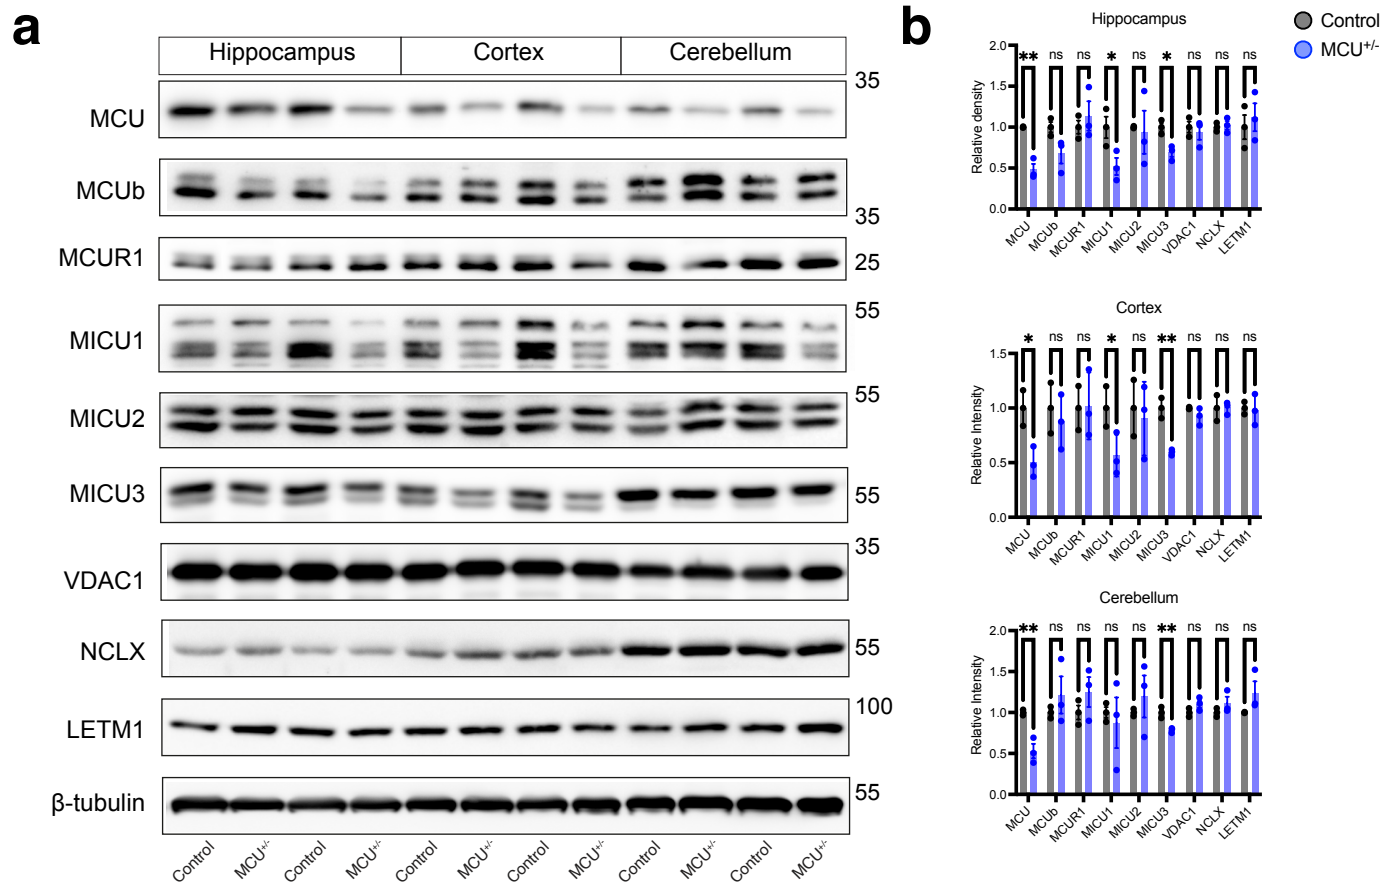 a
Hippocampus Cortex Cerebellum
MCU 35
MCUb 35
MCUR1 25
MICU1 55
MICU2 55
MICU3 55
VDAC1 35
NCLX 55
LETM1 100
β-tubulin 55
Control MCU+/- Control MCU+/- Control MCU+/- Control MCU+/- Control MCU+/- Control MCU+/-
b
Control
MCU+/-
Hippocampus
Relative density
2.0
1.5
1.0
0.5
0.0
** ns ns * ns * ns ns ns
MCU MCUb MCUR1 MICU1 MICU2 MICU3 VDAC1 NCLX LETM1
Cortex
Relative Intensity
1.5
1.0
0.5
0.0
* ns ns * ns ** ns ns ns
MCU MCUb MCUR1 MICU1 MICU2 MICU3 VDAC1 NCLX LETM1
Cerebellum
Relative Intensity
2.0
1.5
1.0
0.5
0.0
** ns ns ns ns ** ns ns ns
MCU MCUb MCUR1 MICU1 MICU2 MICU3 VDAC1 NCLX LETM1